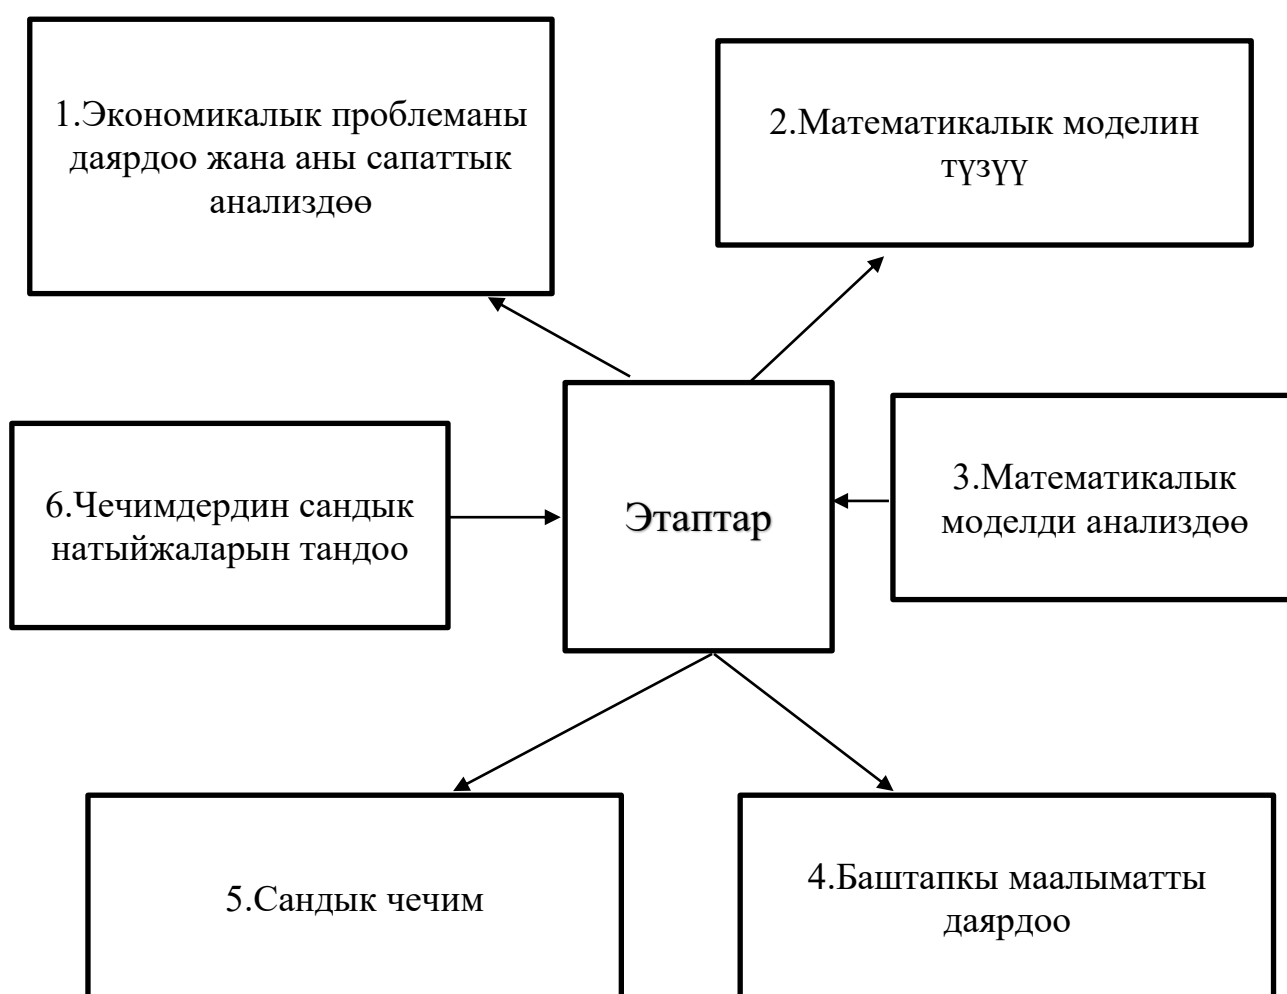 1.Экономикалык проблеманы
даярдоо жана аны сапаттык
анализдөө
2.Математикалык моделин
түзүү
6.Чечимдердин сандык
натыйжаларын тандоо
Этаптар
3.Математикалык
моделди анализдөө
5.Сандык чечим
4.Баштапкы маалыматты
даярдоо